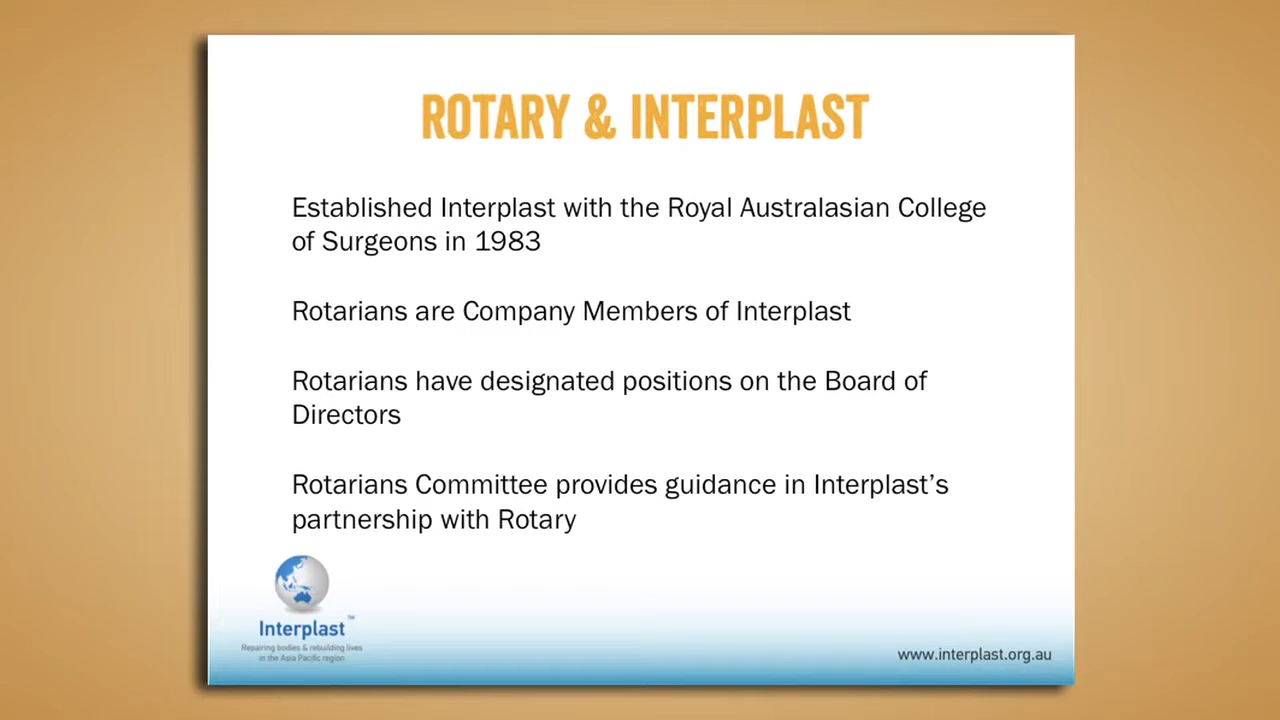 ROTARY & INTERPLAST
Established Interplast with the Royal Australasian College
of Surgeons in 1983
Rotarians are Company Members of Interplast
Rotarians have designated positions on the Board of
Directors
Rotarians Committee provides guidance in Interplast’s
partnership with Rotary
Interplast™
Repairing bodies & rebuilding lives
in the Asia Pacific region
www.interplast.org.au